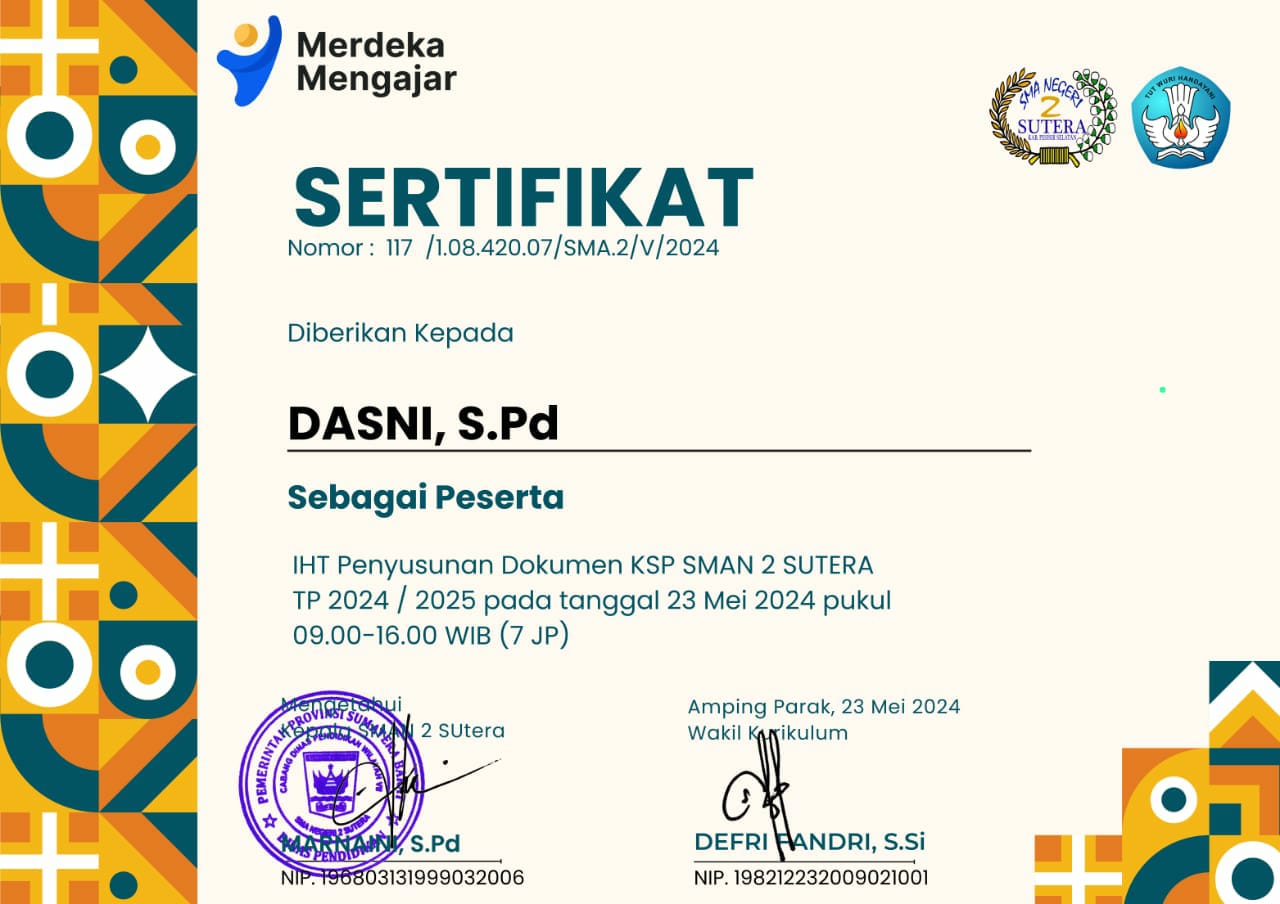 Merdeka
Mengajar
SMA NEGERI
2
SUTERA
KAB. PESISIR SELATAN
TUT WURI HANDAYANI
SERTIFIKAT
Nomor : 117 /1.08.420.07/SMA.2/V/2024
Diberikan Kepada
DASNI, S.Pd
Sebagai Peserta
IHT Penyusunan Dokumen KSP SMAN 2 SUTERA
TP 2024 / 2025 pada tanggal 23 Mei 2024 pukul
09.00-16.00 WIB (7 JP)
Mengetahui
Kepala SMAN 2 SUtera
PEMERINTAH PROVINSI SUMATERA BARAT
CABANG DINAS PENDIDIKAN WILAYAH VII
SMA NEGERI 2 SUTERA
DINAS PENDIDIKAN
MARNAINI, S.Pd
NIP. 196803131999032006
Amping Parak, 23 Mei 2024
Wakil Kurikulum
DEFRI FANDRI, S.Si
NIP. 198212232009021001